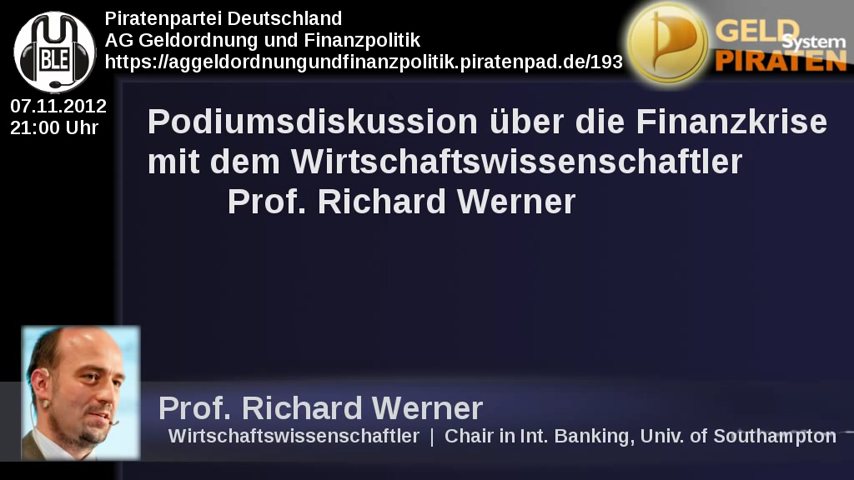 Piratenpartei Deutschland
AG Geldordnung und Finanzpolitik
https://aggeldordnungundfinanzpolitik.piratenpad.de/193
GELD
System
PIRATEN
BLE
07.11.2012
21:00 Uhr
Podiumsdiskussion über die Finanzkrise
mit dem Wirtschaftswissenschaftler
Prof. Richard Werner
Prof. Richard Werner
Wirtschaftswissenschaftler | Chair in Int. Banking, Univ. of Southampton